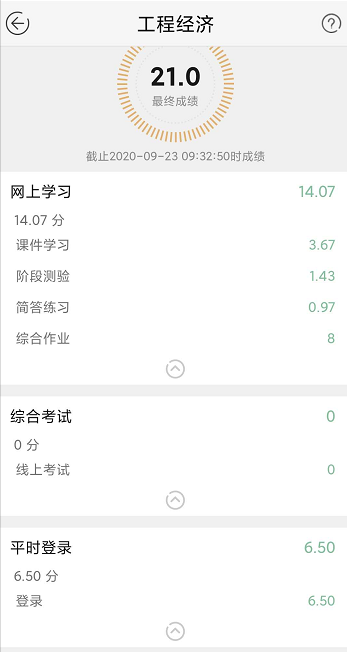 工程经济
21.0
最终成绩
截止2020-09-23 09:32:50时成绩
网上学习 14.07
14.07 分
课件学习 3.67
阶段测验 1.43
简答练习 0.97
综合作业 8
综合考试 0
0 分
线上考试 0
平时登录 6.50
6.50 分
登录 6.50